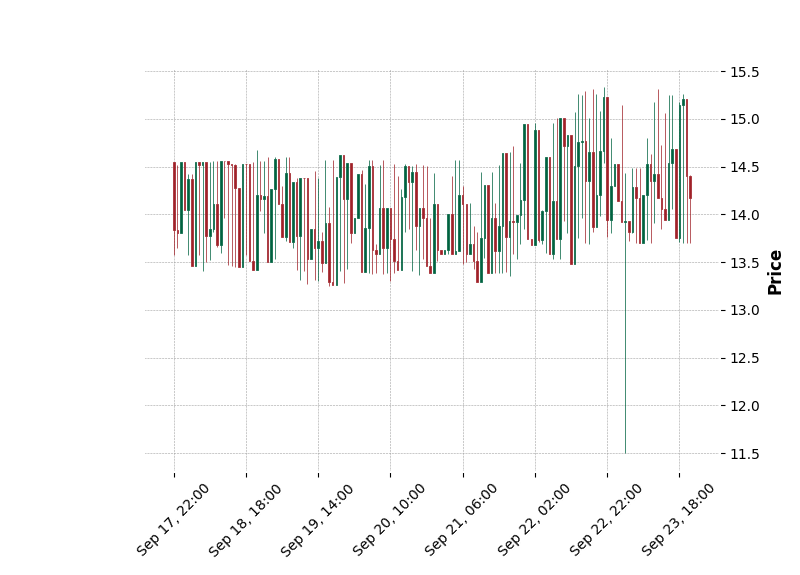 15.5
15.0
14.5
14.0
13.5
13.0
12.5
12.0
11.5
Price
Sep 17, 22:00
Sep 18, 18:00
Sep 19, 14:00
Sep 20, 10:00
Sep 21, 06:00
Sep 22, 02:00
Sep 22, 22:00
Sep 23, 18:00